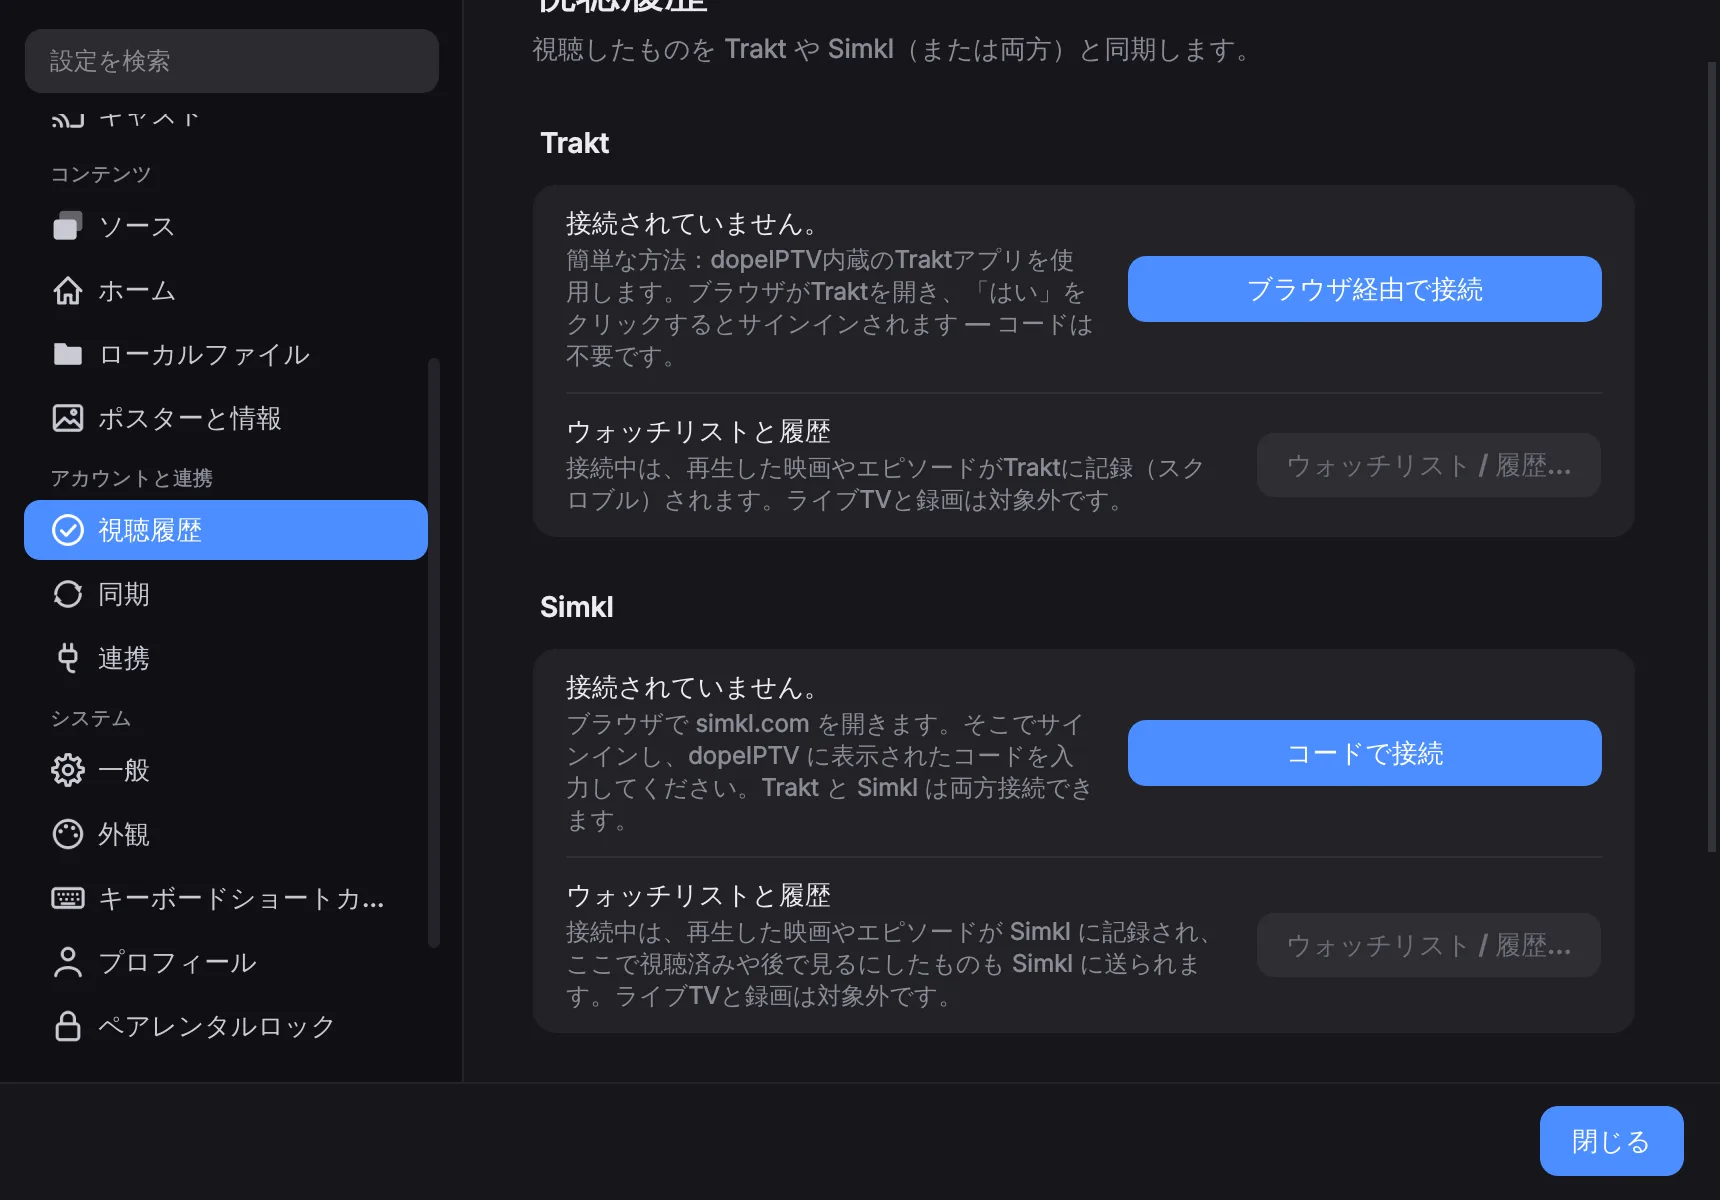 設定を検索
キャスト
コンテンツ
ソース
ホーム
ローカルファイル
ポスターと情報
アカウントと連携
視聴履歴
同期
連携
システム
一般
外観
キーボードショートカ...
プロフィール
ペアレンタルロック
視聴履歴
視聴したものを Trakt や Simkl（または両方）と同期します。
Trakt
接続されていません。
簡単な方法：dopeIPTV内蔵のTraktアプリを使
用します。ブラウザがTraktを開き、「はい」を
クリックするとサインインされます — コードは
不要です。
ブラウザ経由で接続
ウォッチリストと履歴
接続中は、再生した映画やエピソードがTraktに記録（スク
ロブル）されます。ライブTVと録画は対象外です。
ウォッチリスト / 履歴...
Simkl
接続されていません。
ブラウザで simkl.com を開きます。そこでサイ
ンインし、dopeIPTV に表示されたコードを入
力してください。Trakt と Simkl は両方接続でき
ます。
コードで接続
ウォッチリストと履歴
接続中は、再生した映画やエピソードが Simkl に記録され、
ここで視聴済みや後で見るにしたものも Simkl に送られま
す。ライブTVと録画は対象外です。
ウォッチリスト / 履歴...
閉じる